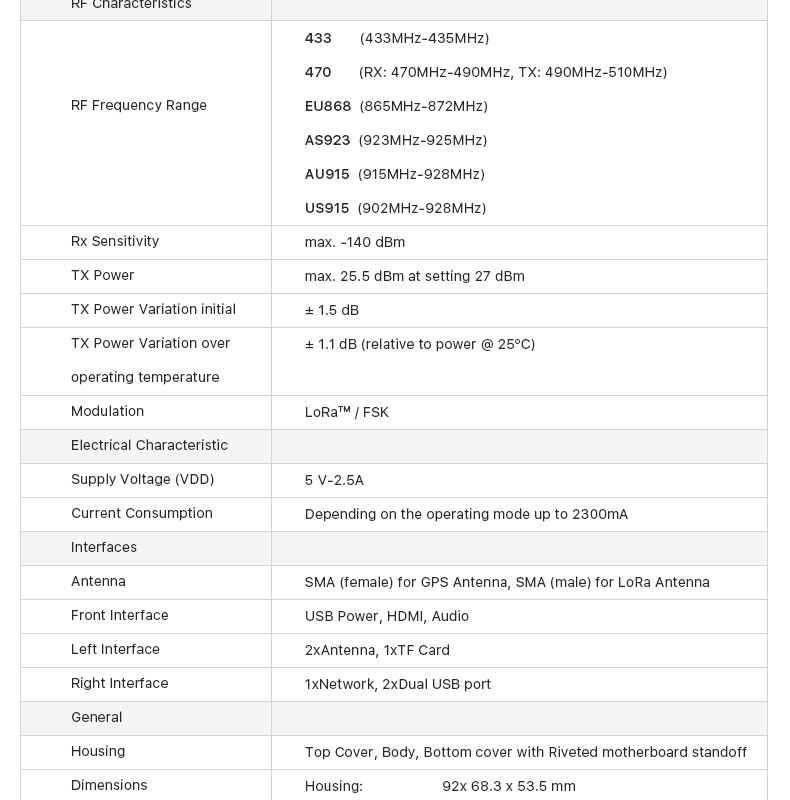 RF Characteristics
RF Frequency Range
433 (433MHz-435MHz)
470 (RX: 470MHz-490MHz, TX: 490MHz-510MHz)
EU868 (865MHz-872MHz)
AS923 (923MHz-925MHz)
AU915 (915MHz-928MHz)
US915 (902MHz-928MHz)
Rx Sensitivity max. -140 dBm
TX Power max. 25.5 dBm at setting 27 dBm
TX Power Variation initial ± 1.5 dB
TX Power Variation over ± 1.1 dB (relative to power @ 25°C)
operating temperature
Modulation LoRa™ / FSK
Electrical Characteristic
Supply Voltage (VDD) 5 V-2.5A
Current Consumption Depending on the operating mode up to 2300mA
Interfaces
Antenna SMA (female) for GPS Antenna, SMA (male) for LoRa Antenna
Front Interface USB Power, HDMI, Audio
Left Interface 2xAntenna, 1xTF Card
Right Interface 1xNetwork, 2xDual USB port
General
Housing Top Cover, Body, Bottom cover with Riveted motherboard standoff
Dimensions Housing: 92x 68.3 x 53.5 mm